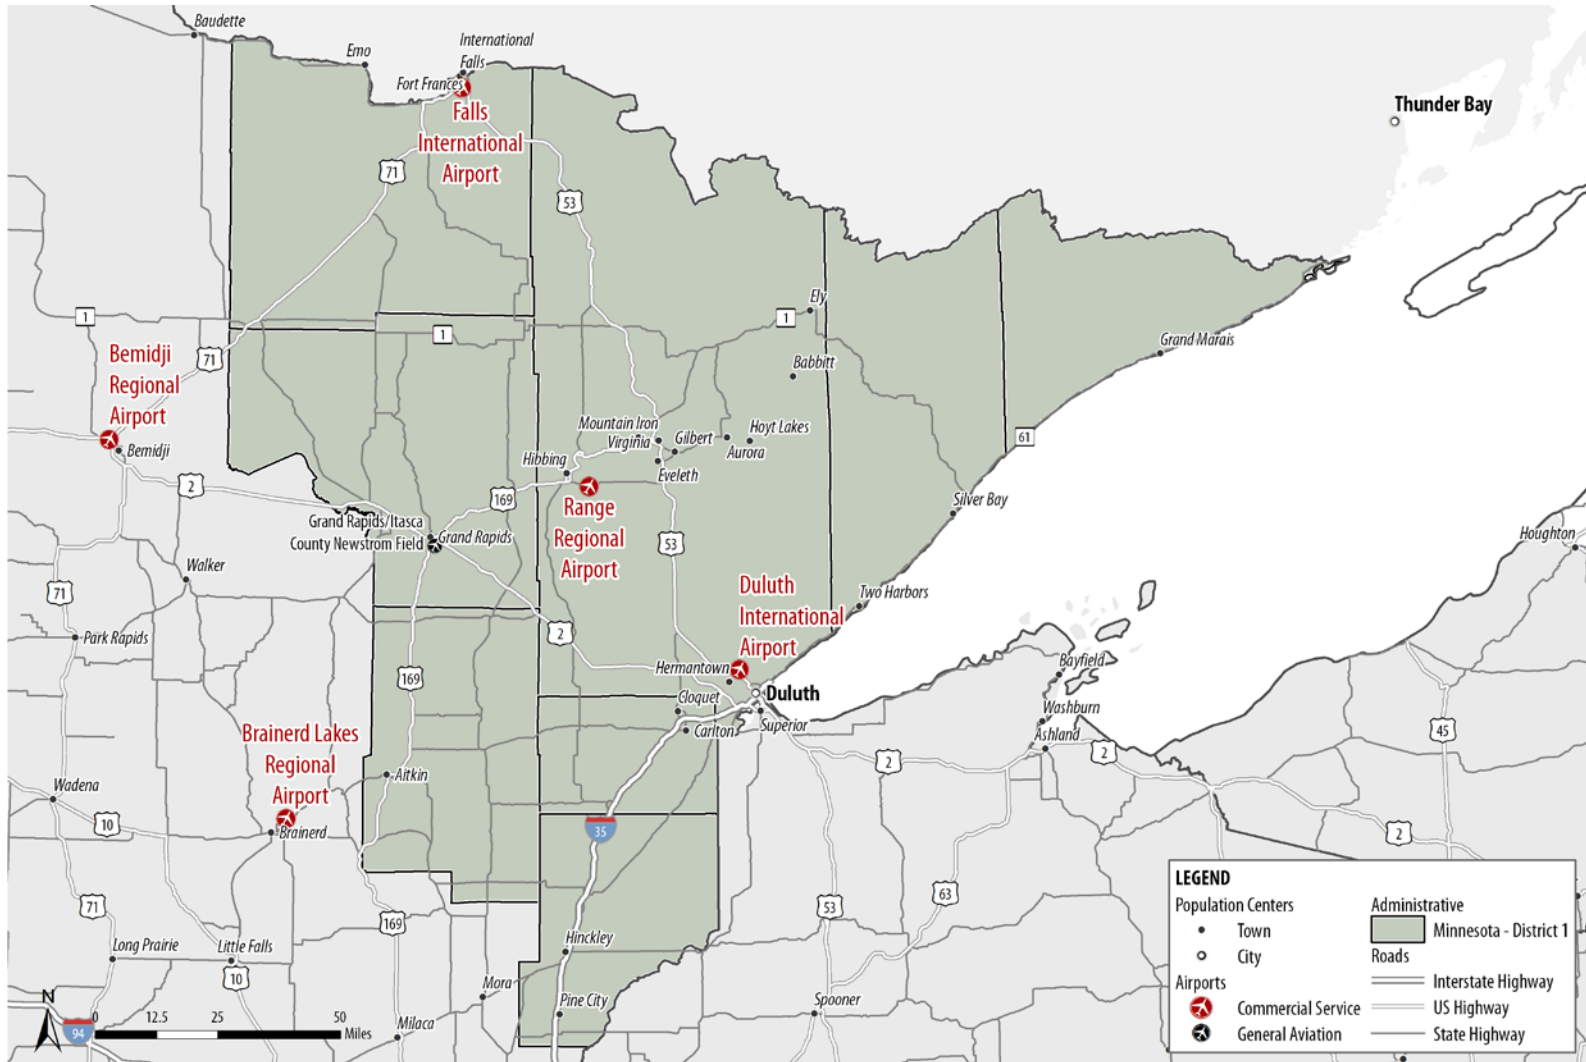 Baudette
Emo
International
Falls
Fort Frances
Falls
International
Airport
Thunder Bay
71
53
1
71
1
1
Ely
Babbitt
Grand Marais
Bemidji
Regional
Airport
Bemidji
2
Mountain Iron
Virginia
Gilbert
Hoyt Lakes
Aurora
Eveleth
Hibbing
61
169
Range
Regional
Airport
Silver Bay
Grand Rapids/Itasca
County Newstrom Field
Grand Rapids
53
Houghton
Walker
71
Duluth
International
Airport
Two Harbors
Park Rapids
2
Hermantown
Bayfield
169
Cloquet
Duluth
Washburn
Carlton
Superior
Ashland
45
2
2
Brainerd Lakes
Regional
Airport
Aitkin
Wadena
10
Brainerd
35
2
71
169
53
63
Long Prairie
Little Falls
10
Hinckley
Mora
Pine City
Spooner
Milaca
N
94
0 12.5 25 50
Miles
LEGEND
Population Centers
Town
City
Airports
Commercial Service
General Aviation
Administrative
Minnesota - District 1
Roads
Interstate Highway
US Highway
State Highway